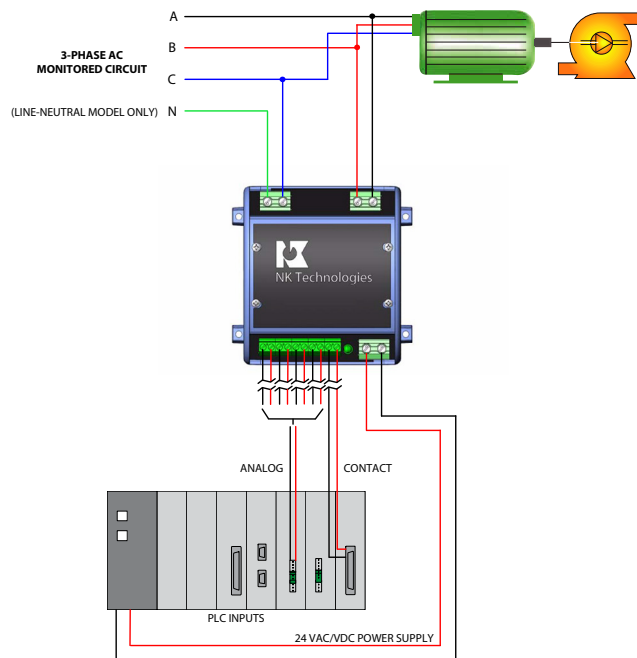 A
3-PHASE AC
MONITORED CIRCUIT
B
C
(LINE-NEUTRAL MODEL ONLY) N
NK Technologies
ANALOG
CONTACT
PLC INPUTS
24 VAC/VDC POWER SUPPLY